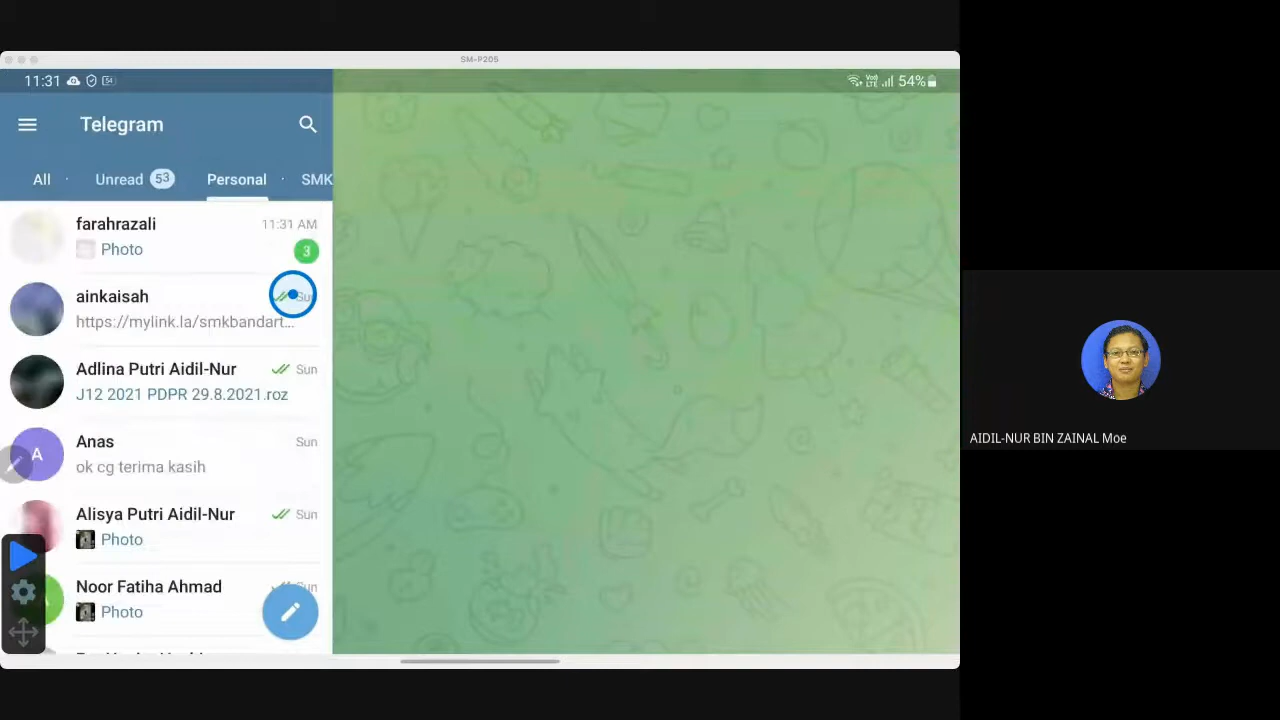 SM-P205
11:31
54%
Telegram
All
Unread 53
Personal
SMK
farahrazali 11:31 AM
Photo 3
ainkaisah Sun
https://mylink.la/smkbandart...
Adlina Putri Aidil-Nur Sun
J12 2021 PDPR 29.8.2021.roz
Anas Sun
A
ok cg terima kasih
Alisya Putri Aidil-Nur Sun
Photo
Noor Fatiha Ahmad Sun
Photo
AIDIL-NUR BIN ZAINAL Moe